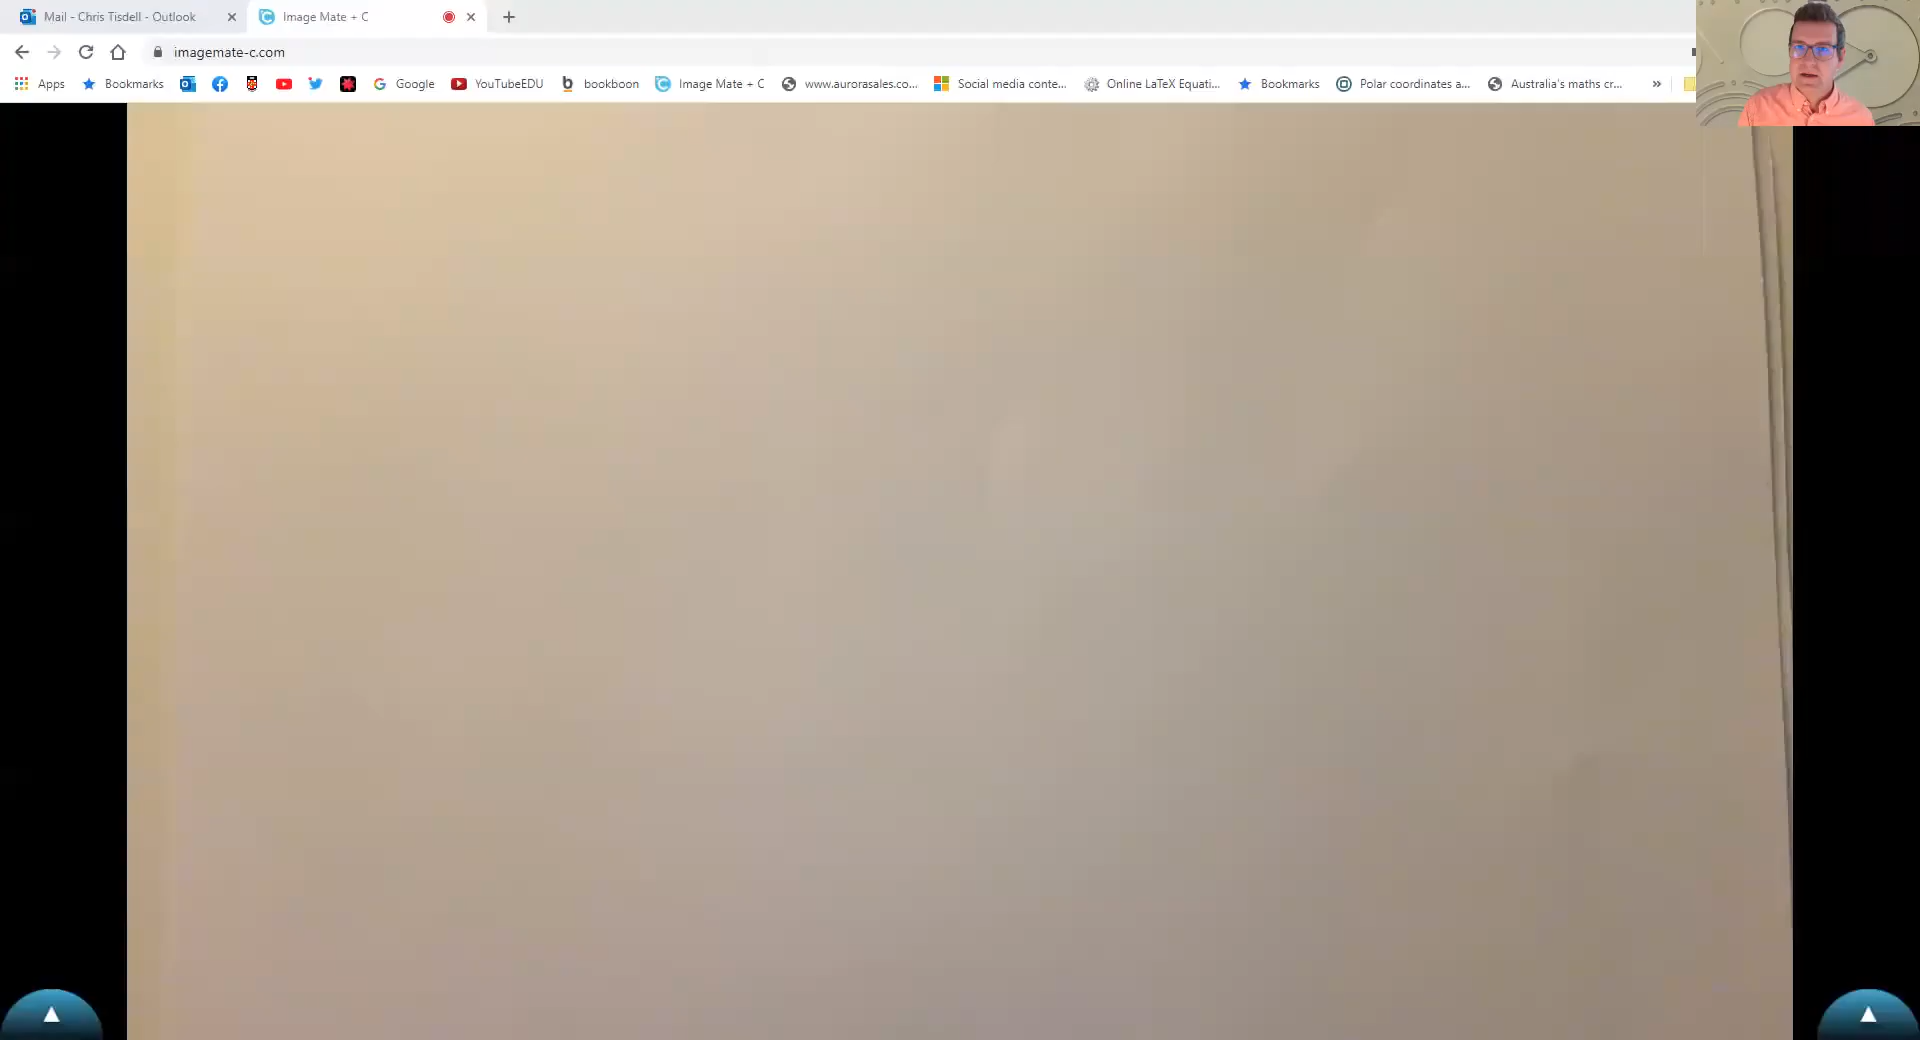 Mail - Chris Tisdell - Outlook
Image Mate + C
imagemate-c.com
Apps
Bookmarks
Google
YouTubeEDU
bookboon
Image Mate + C
www.aurorasales.co...
Social media conte...
Online LaTeX Equati...
Bookmarks
Polar coordinates a...
Australia's maths cr...
»